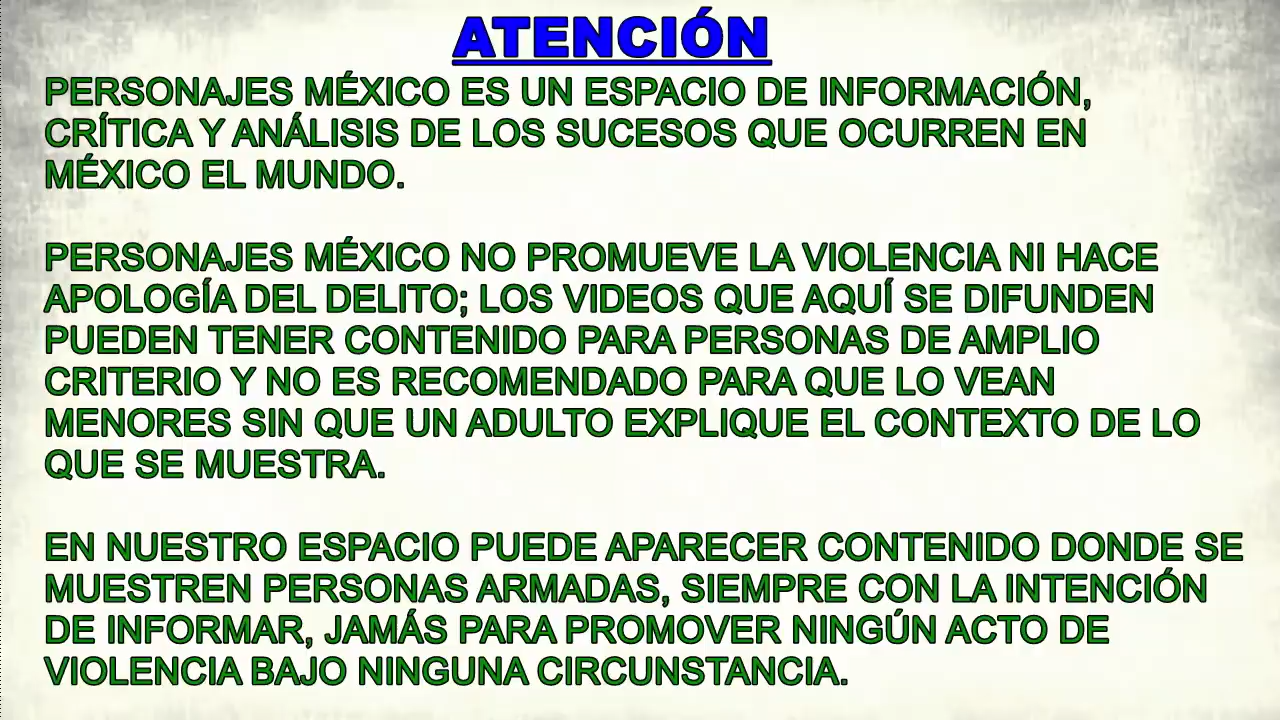 ATENCIÓN
PERSONAJES MÉXICO ES UN ESPACIO DE INFORMACIÓN,
CRÍTICA Y ANÁLISIS DE LOS SUCESOS QUE OCURREN EN
MÉXICO EL MUNDO.
PERSONAJES MÉXICO NO PROMUEVE LA VIOLENCIA NI HACE
APOLOGÍA DEL DELITO; LOS VIDEOS QUE AQUÍ SE DIFUNDEN
PUEDEN TENER CONTENIDO PARA PERSONAS DE AMPLIO
CRITERIO Y NO ES RECOMENDADO PARA QUE LO VEAN
MENORES SIN QUE UN ADULTO EXPLIQUE EL CONTEXTO DE LO
QUE SE MUESTRA.
EN NUESTRO ESPACIO PUEDE APARECER CONTENIDO DONDE SE
MUESTREN PERSONAS ARMADAS, SIEMPRE CON LA INTENCIÓN
DE INFORMAR, JAMÁS PARA PROMOVER NINGÚN ACTO DE
VIOLENCIA BAJO NINGUNA CIRCUNSTANCIA.